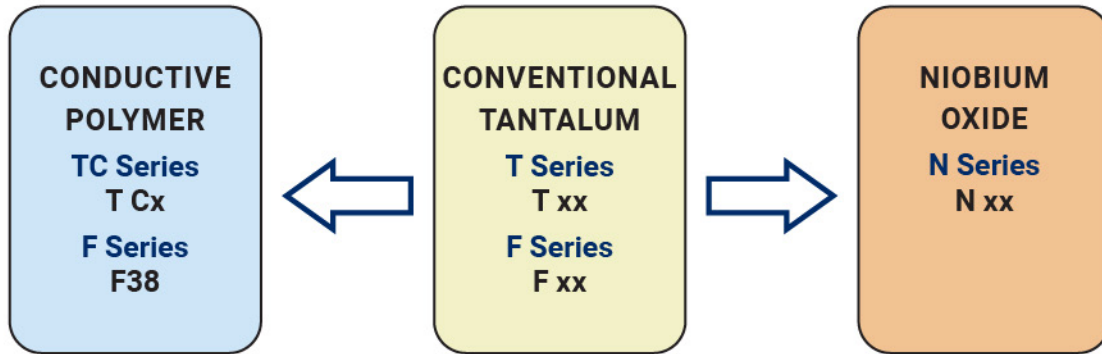 CONDUCTIVE
POLYMER
TC Series
T Cx
F Series
F38
CONVENTIONAL
TANTALUM
T Series
T xx
F Series
F xx
NIOBIUM
OXIDE
N Series
N xx